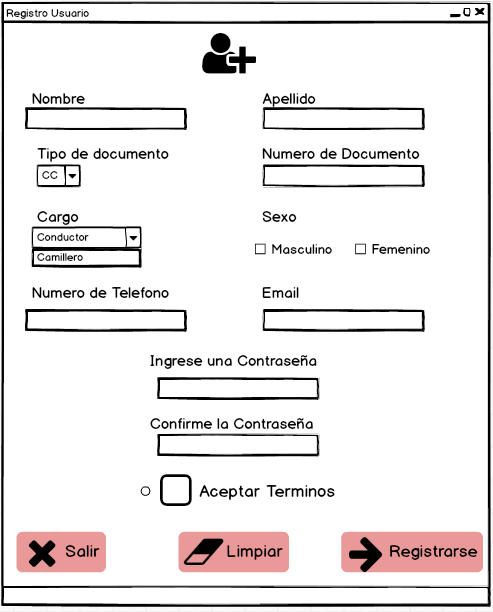 Registro Usuario
Nombre
Apellido
Tipo de documento
Numero de Documento
CC
Cargo
Sexo
Conductor
Camillero
Masculino
Femenino
Numero de Telefono
Email
Ingrese una Contraseña
Confirme la Contraseña
Aceptar Terminos
Salir
Limpiar
Registrarse